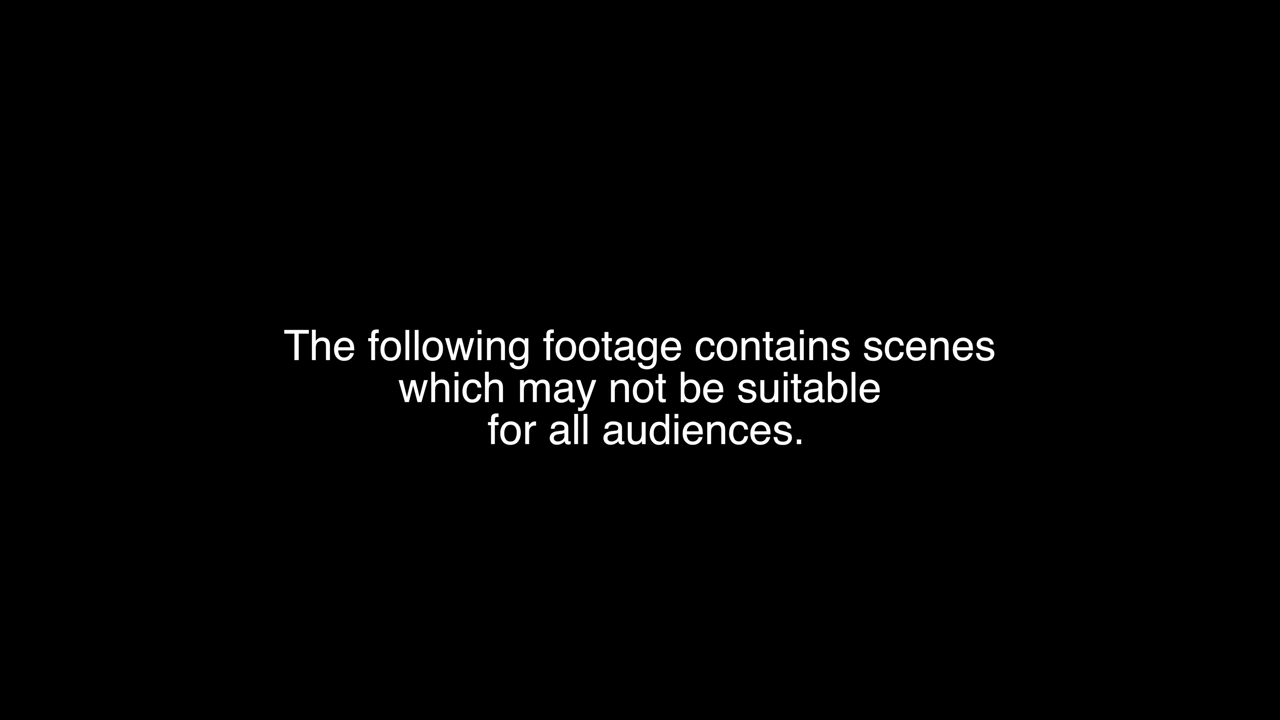 The following footage contains scenes
which may not be suitable
for all audiences.